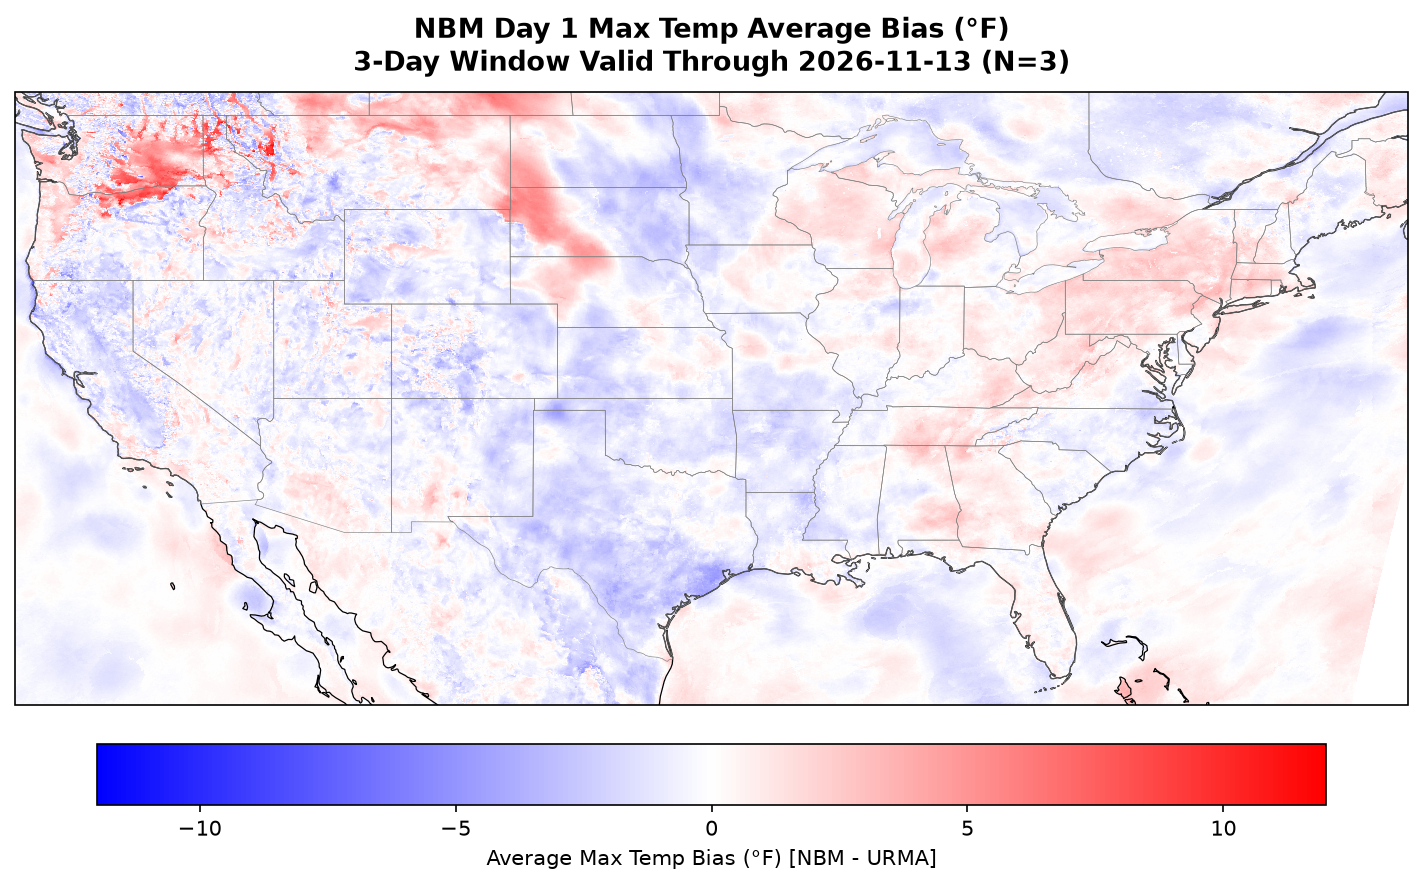 NBM Day 1 Max Temp Average Bias (°F)
3-Day Window Valid Through 2026-11-13 (N=3)
−10 −5 0 5 10
Average Max Temp Bias (°F) [NBM - URMA]